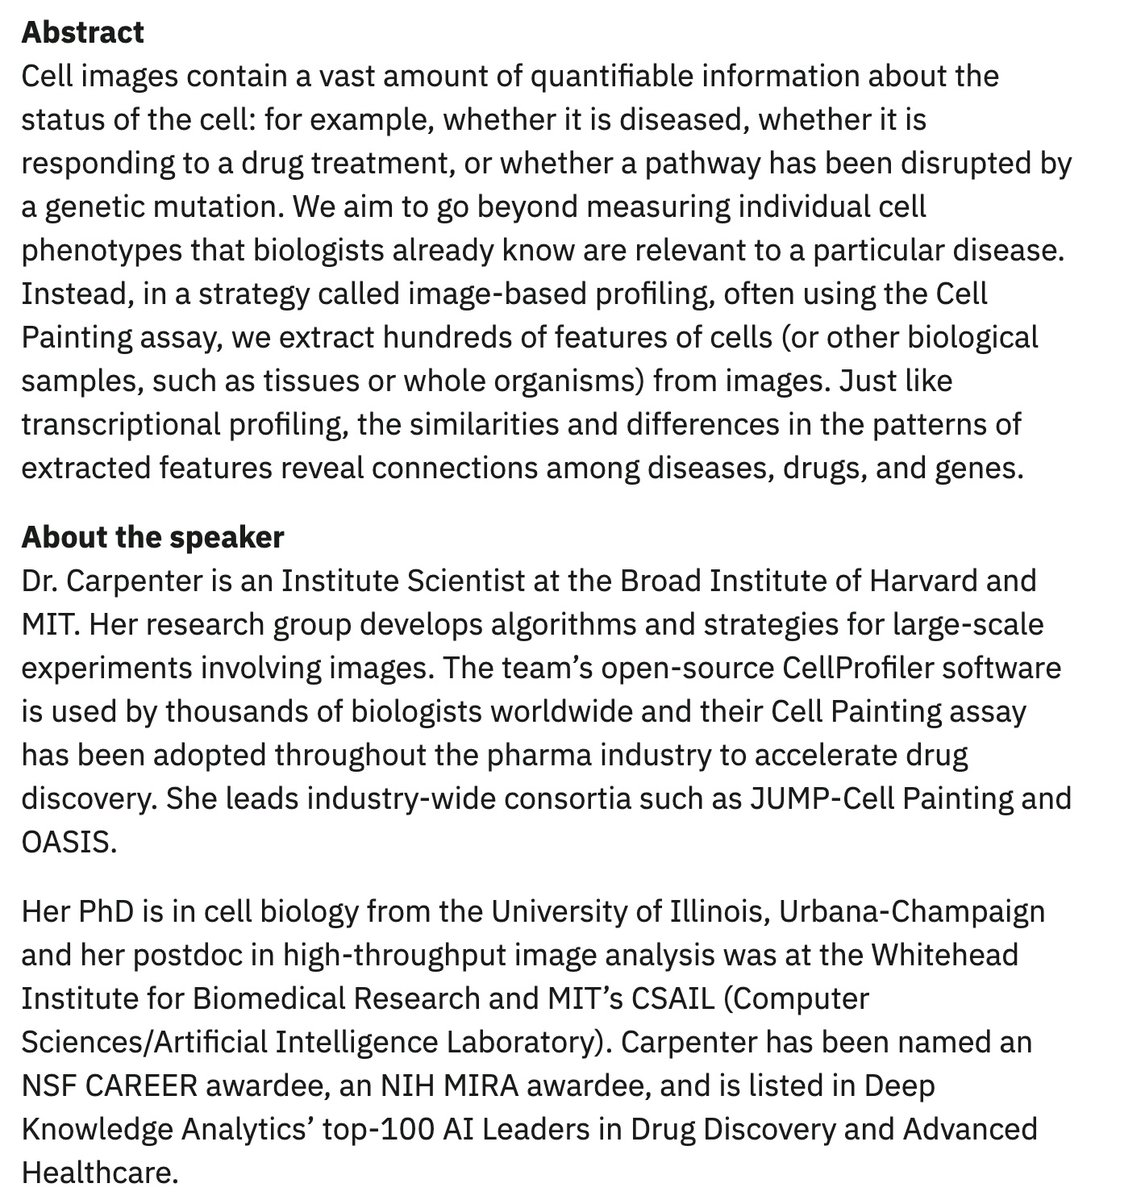 Abstract
Cell images contain a vast amount of quantifiable information about the
status of the cell: for example, whether it is diseased, whether it is
responding to a drug treatment, or whether a pathway has been disrupted by
a genetic mutation. We aim to go beyond measuring individual cell
phenotypes that biologists already know are relevant to a particular disease.
Instead, in a strategy called image-based profiling, often using the Cell
Painting assay, we extract hundreds of features of cells (or other biological
samples, such as tissues or whole organisms) from images. Just like
transcriptional profiling, the similarities and differences in the patterns of
extracted features reveal connections among diseases, drugs, and genes.
About the speaker
Dr. Carpenter is an Institute Scientist at the Broad Institute of Harvard and
MIT. Her research group develops algorithms and strategies for large-scale
experiments involving images. The team’s open-source CellProfiler software
is used by thousands of biologists worldwide and their Cell Painting assay
has been adopted throughout the pharma industry to accelerate drug
discovery. She leads industry-wide consortia such as JUMP-Cell Painting and
OASIS.
Her PhD is in cell biology from the University of Illinois, Urbana-Champaign
and her postdoc in high-throughput image analysis was at the Whitehead
Institute for Biomedical Research and MIT’s CSAIL (Computer
Sciences/Artificial Intelligence Laboratory). Carpenter has been named an
NSF CAREER awardee, an NIH MIRA awardee, and is listed in Deep
Knowledge Analytics’ top-100 AI Leaders in Drug Discovery and Advanced
Healthcare.